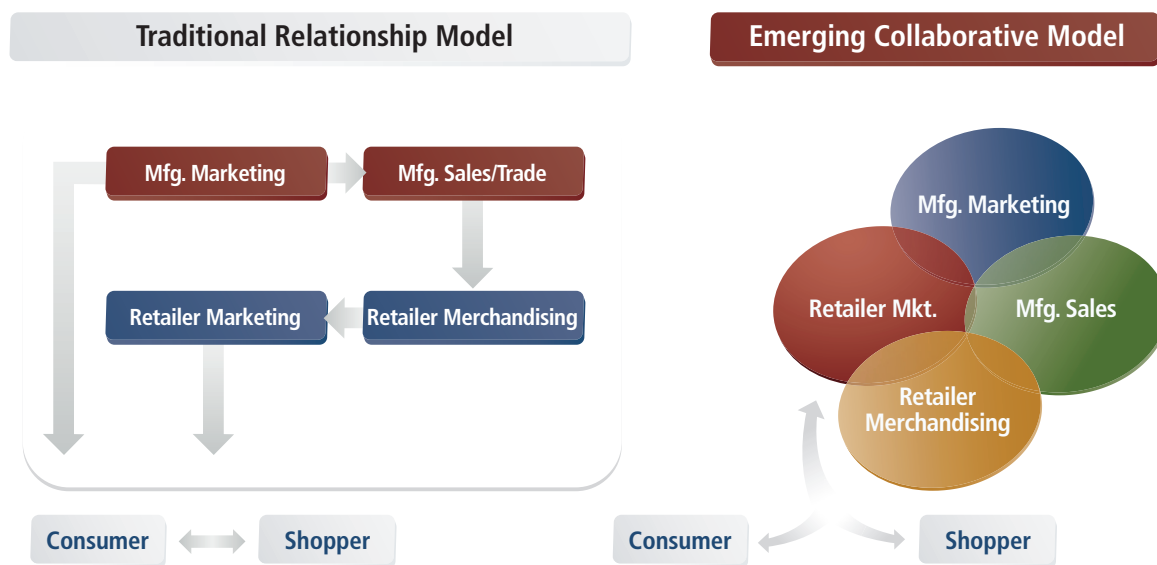 Traditional Relationship Model
Emerging Collaborative Model
Mfg. Marketing
Mfg. Sales/Trade
Retailer Marketing
Retailer Merchandising
Mfg. Marketing
Retailer Mkt.
Mfg. Sales
Retailer
Merchandising
Consumer
Shopper
Consumer
Shopper